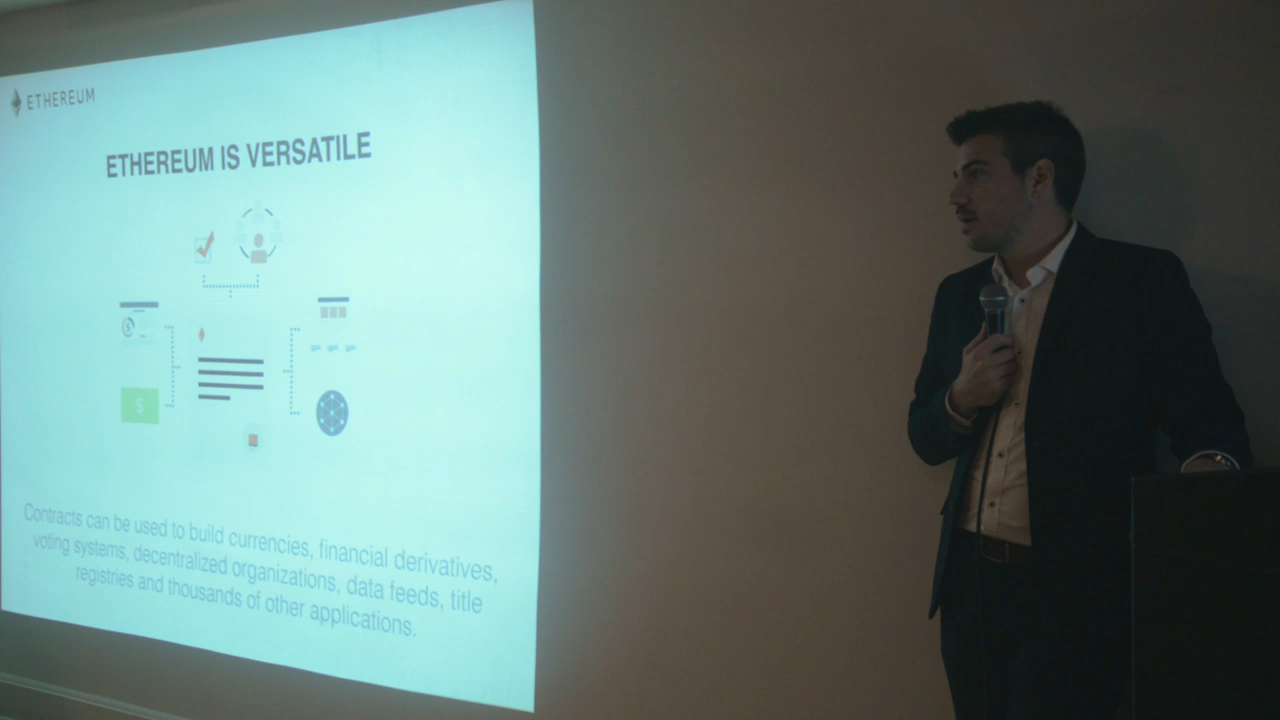 ETHEREUM
ETHEREUM IS VERSATILE
$
Contracts can be used to build currencies, financial derivatives,
voting systems, decentralized organizations, data feeds, title
registries and thousands of other applications.